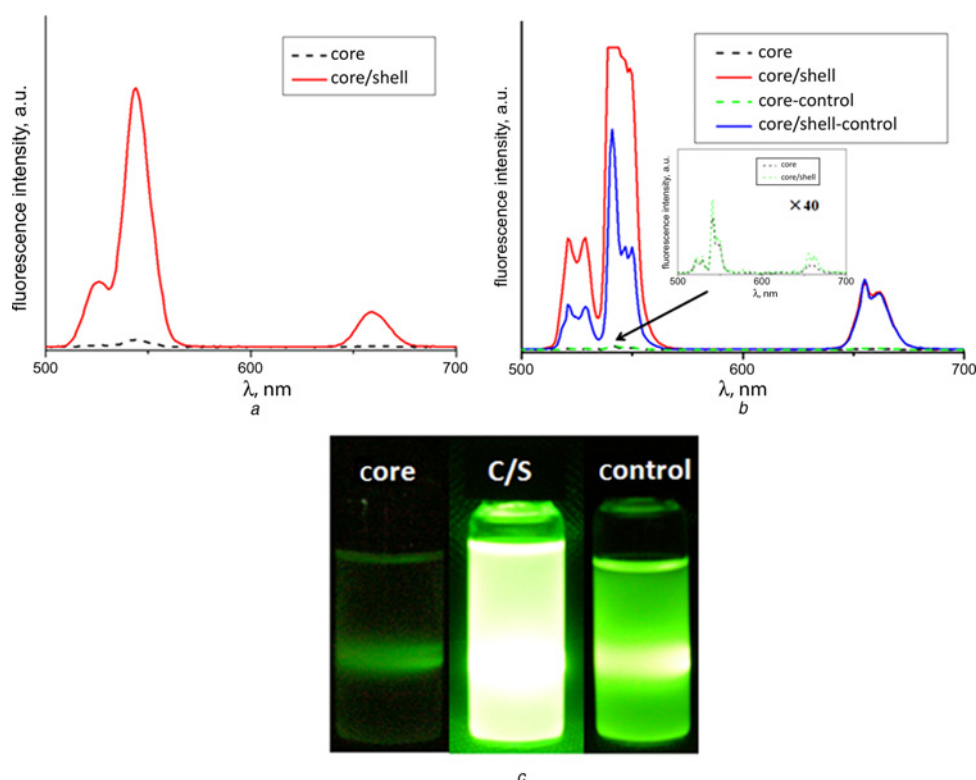 core
core/shell
fluorescence intensity, a.u.
500
600
700
λ, nm
a
core
core/shell
core-control
core/shell-control
fluorescence intensity, a.u.
core
core/shell
×40
fluorescence intensity, a.u.
500
600
700
λ, nm
500
600
700
λ, nm
b
core
C/S
control
c